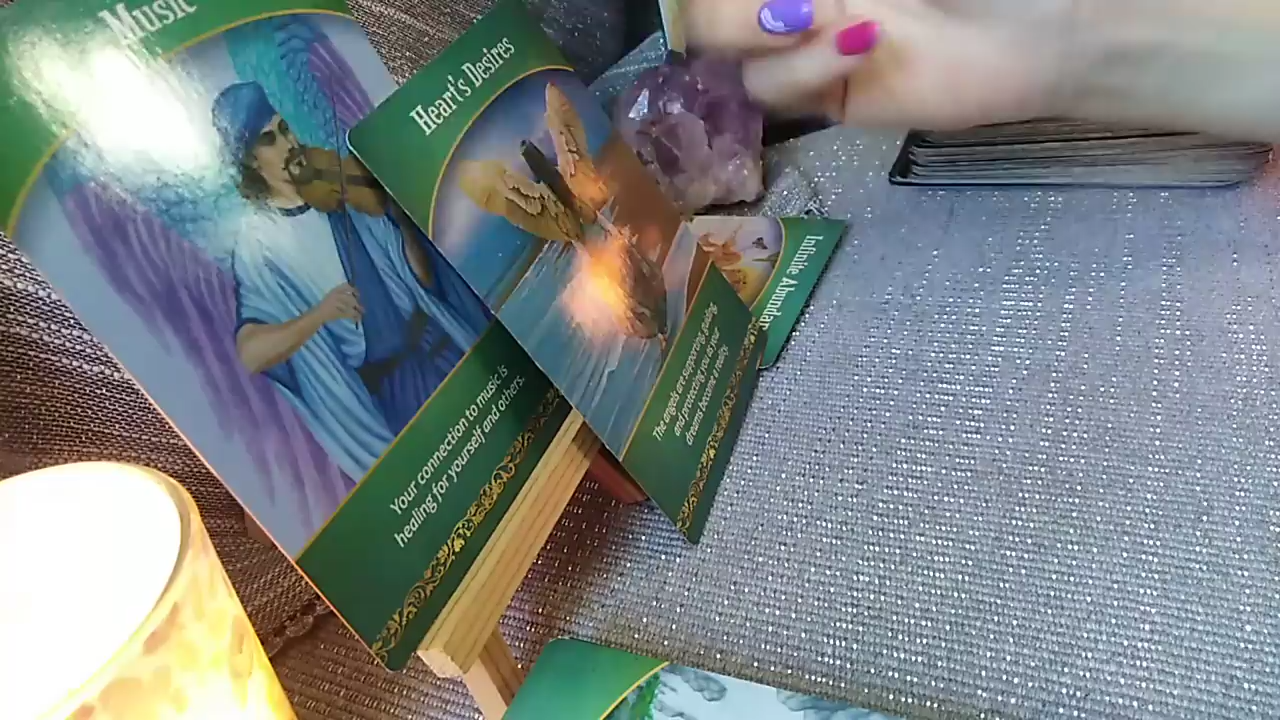 Music
Your connection to music is
healing for yourself and others.
Heart's Desires
The angels are supporting, guiding,
and protecting you as your
dreams become a reality.
Infinite